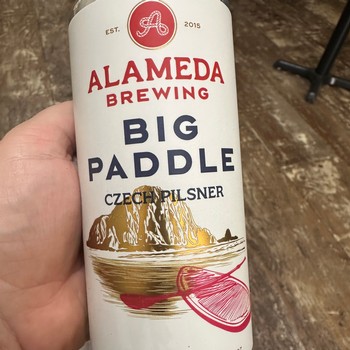 EST. 2015
A
ALAMEDA
BREWING
BIG
PADDLE
CZECH PILSNER